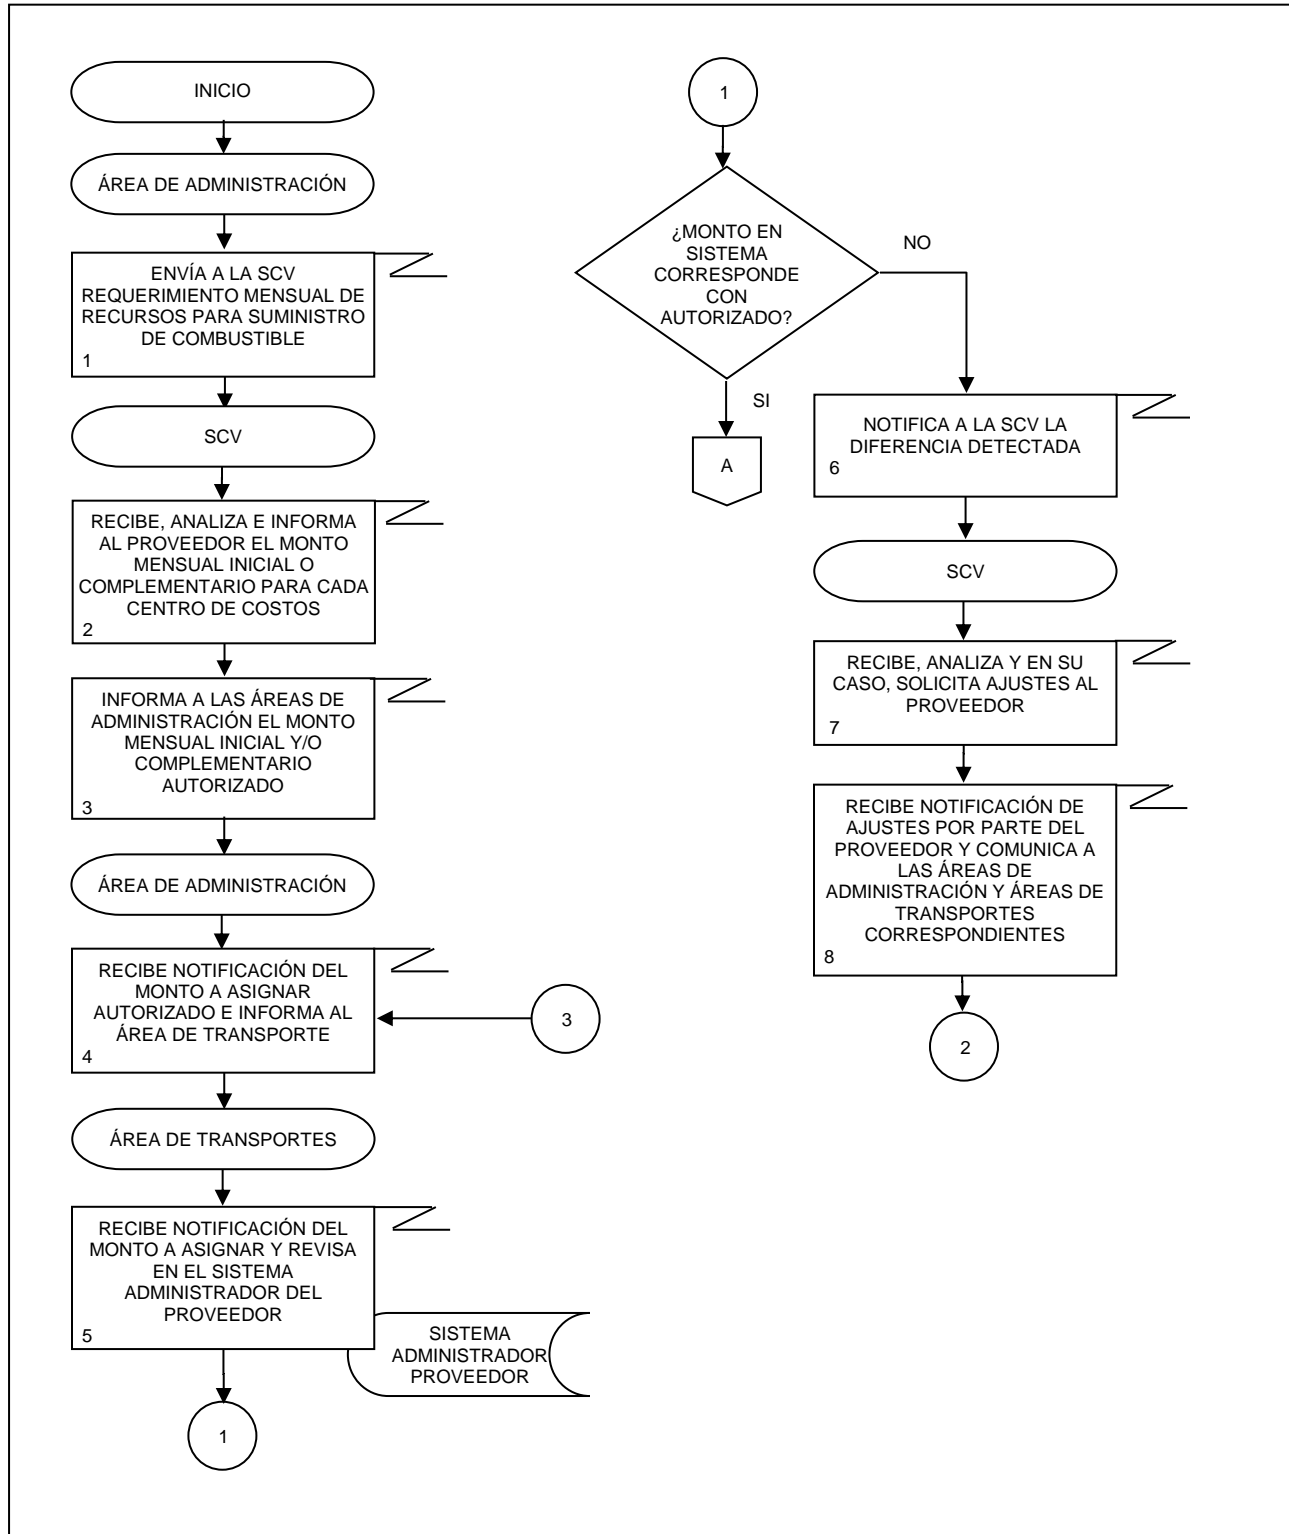 INICIO
ÁREA DE ADMINISTRACIÓN
ENVÍA A LA SCV
REQUERIMIENTO MENSUAL DE
RECURSOS PARA SUMINISTRO
DE COMBUSTIBLE
1
SCV
RECIBE, ANALIZA E INFORMA
AL PROVEEDOR EL MONTO
MENSUAL INICIAL O
COMPLEMENTARIO PARA CADA
CENTRO DE COSTOS
2
INFORMA A LAS ÁREAS DE
ADMINISTRACIÓN EL MONTO
MENSUAL INICIAL Y/O
COMPLEMENTARIO
AUTORIZADO
3
ÁREA DE ADMINISTRACIÓN
RECIBE NOTIFICACIÓN DEL
MONTO A ASIGNAR
AUTORIZADO E INFORMA AL
ÁREA DE TRANSPORTE
4
3
ÁREA DE TRANSPORTES
RECIBE NOTIFICACIÓN DEL
MONTO A ASIGNAR Y REVISA
EN EL SISTEMA
ADMINISTRADOR DEL
PROVEEDOR
5
SISTEMA
ADMINISTRADOR
PROVEEDOR
1
1
¿MONTO EN
SISTEMA
CORRESPONDE
CON
AUTORIZADO?
NO
SI
A
NOTIFICA A LA SCV LA
DIFERENCIA DETECTADA
6
SCV
RECIBE, ANALIZA Y EN SU
CASO, SOLICITA AJUSTES AL
PROVEEDOR
7
RECIBE NOTIFICACIÓN DE
AJUSTES POR PARTE DEL
PROVEEDOR Y COMUNICA A
LAS ÁREAS DE
ADMINISTRACIÓN Y ÁREAS DE
TRANSPORTES
CORRESPONDIENTES
8
2